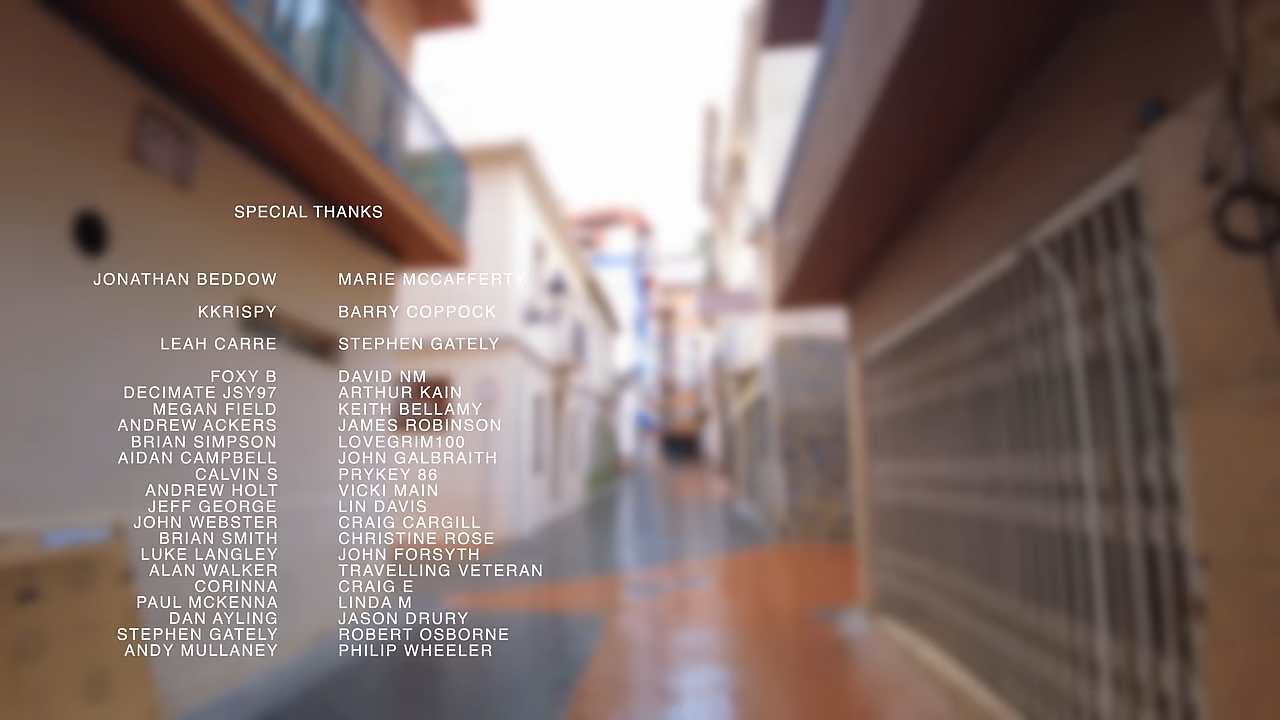 SPECIAL THANKS
JONATHAN BEDDOW MARIE MCCAFFERTY
KKRISPY BARRY COPPOCK
LEAH CARRE STEPHEN GATELY
FOXY B DAVID NM
DECIMATE JSY97 ARTHUR KAIN
MEGAN FIELD KEITH BELLAMY
ANDREW ACKERS JAMES ROBINSON
BRIAN SIMPSON LOVEGRIM100
AIDAN CAMPBELL JOHN GALBRAITH
CALVIN S PRYKEY 86
ANDREW HOLT VICKI MAIN
JEFF GEORGE LIN DAVIS
JOHN WEBSTER CRAIG CARGILL
BRIAN SMITH CHRISTINE ROSE
LUKE LANGLEY JOHN FORSYTH
ALAN WALKER TRAVELLING VETERAN
CORINNA CRAIG E
PAUL MCKENNA LINDA M
DAN AYLING JASON DRURY
STEPHEN GATELY ROBERT OSBORNE
ANDY MULLANEY PHILIP WHEELER